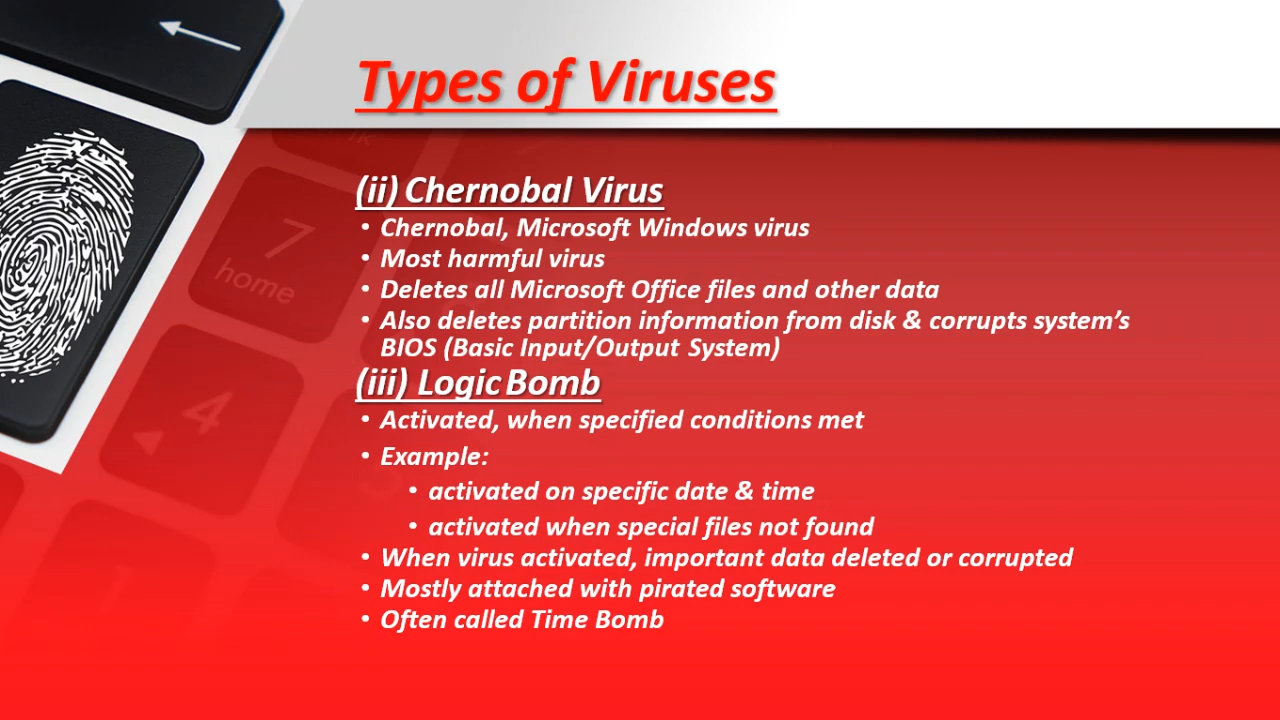 Types of Viruses
(ii) Chernobal Virus
• Chernobal, Microsoft Windows virus
• Most harmful virus
• Deletes all Microsoft Office files and other data
• Also deletes partition information from disk & corrupts system’s
BIOS (Basic Input/Output System)
(iii) Logic Bomb
• Activated, when specified conditions met
• Example:
• activated on specific date & time
• activated when special files not found
• When virus activated, important data deleted or corrupted
• Mostly attached with pirated software
• Often called Time Bomb
7
home
4